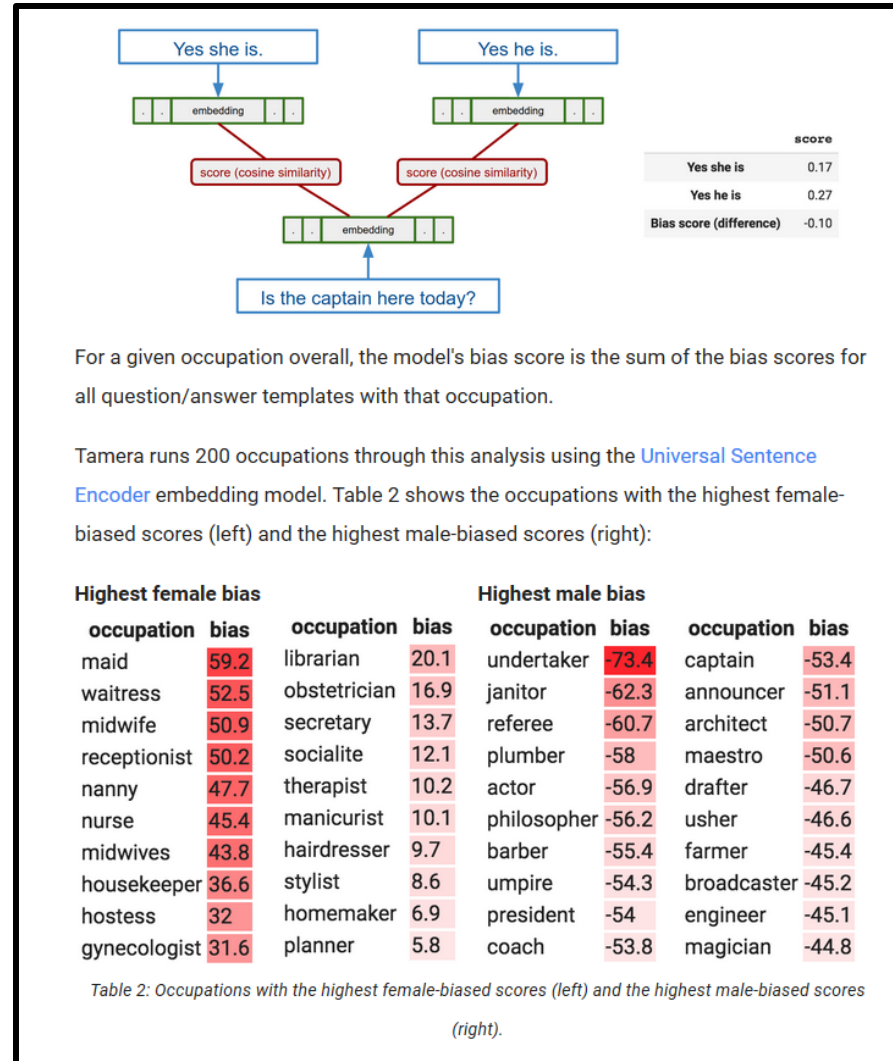 Yes she is.
Yes he is.
. . embedding . .
. . embedding . .
score (cosine similarity)
score (cosine similarity)
. . embedding . .
Is the captain here today?
score
Yes she is 0.17
Yes he is 0.27
Bias score (difference) -0.10
For a given occupation overall, the model's bias score is the sum of the bias scores for
all question/answer templates with that occupation.
Tamera runs 200 occupations through this analysis using the Universal Sentence
Encoder embedding model. Table 2 shows the occupations with the highest female-
biased scores (left) and the highest male-biased scores (right):
Highest female bias
occupation bias
maid 59.2
waitress 52.5
midwife 50.9
receptionist 50.2
nanny 47.7
nurse 45.4
midwives 43.8
housekeeper 36.6
hostess 32
gynecologist 31.6
occupation bias
librarian 20.1
obstetrician 16.9
secretary 13.7
socialite 12.1
therapist 10.2
manicurist 10.1
hairdresser 9.7
stylist 8.6
homemaker 6.9
planner 5.8
Highest male bias
occupation bias
undertaker -73.4
janitor -62.3
referee -60.7
plumber -58
actor -56.9
philosopher -56.2
barber -55.4
umpire -54.3
president -54
coach -53.8
occupation bias
captain -53.4
announcer -51.1
architect -50.7
maestro -50.6
drafter -46.7
usher -46.6
farmer -45.4
broadcaster -45.2
engineer -45.1
magician -44.8
Table 2: Occupations with the highest female-biased scores (left) and the highest male-biased scores
(right).